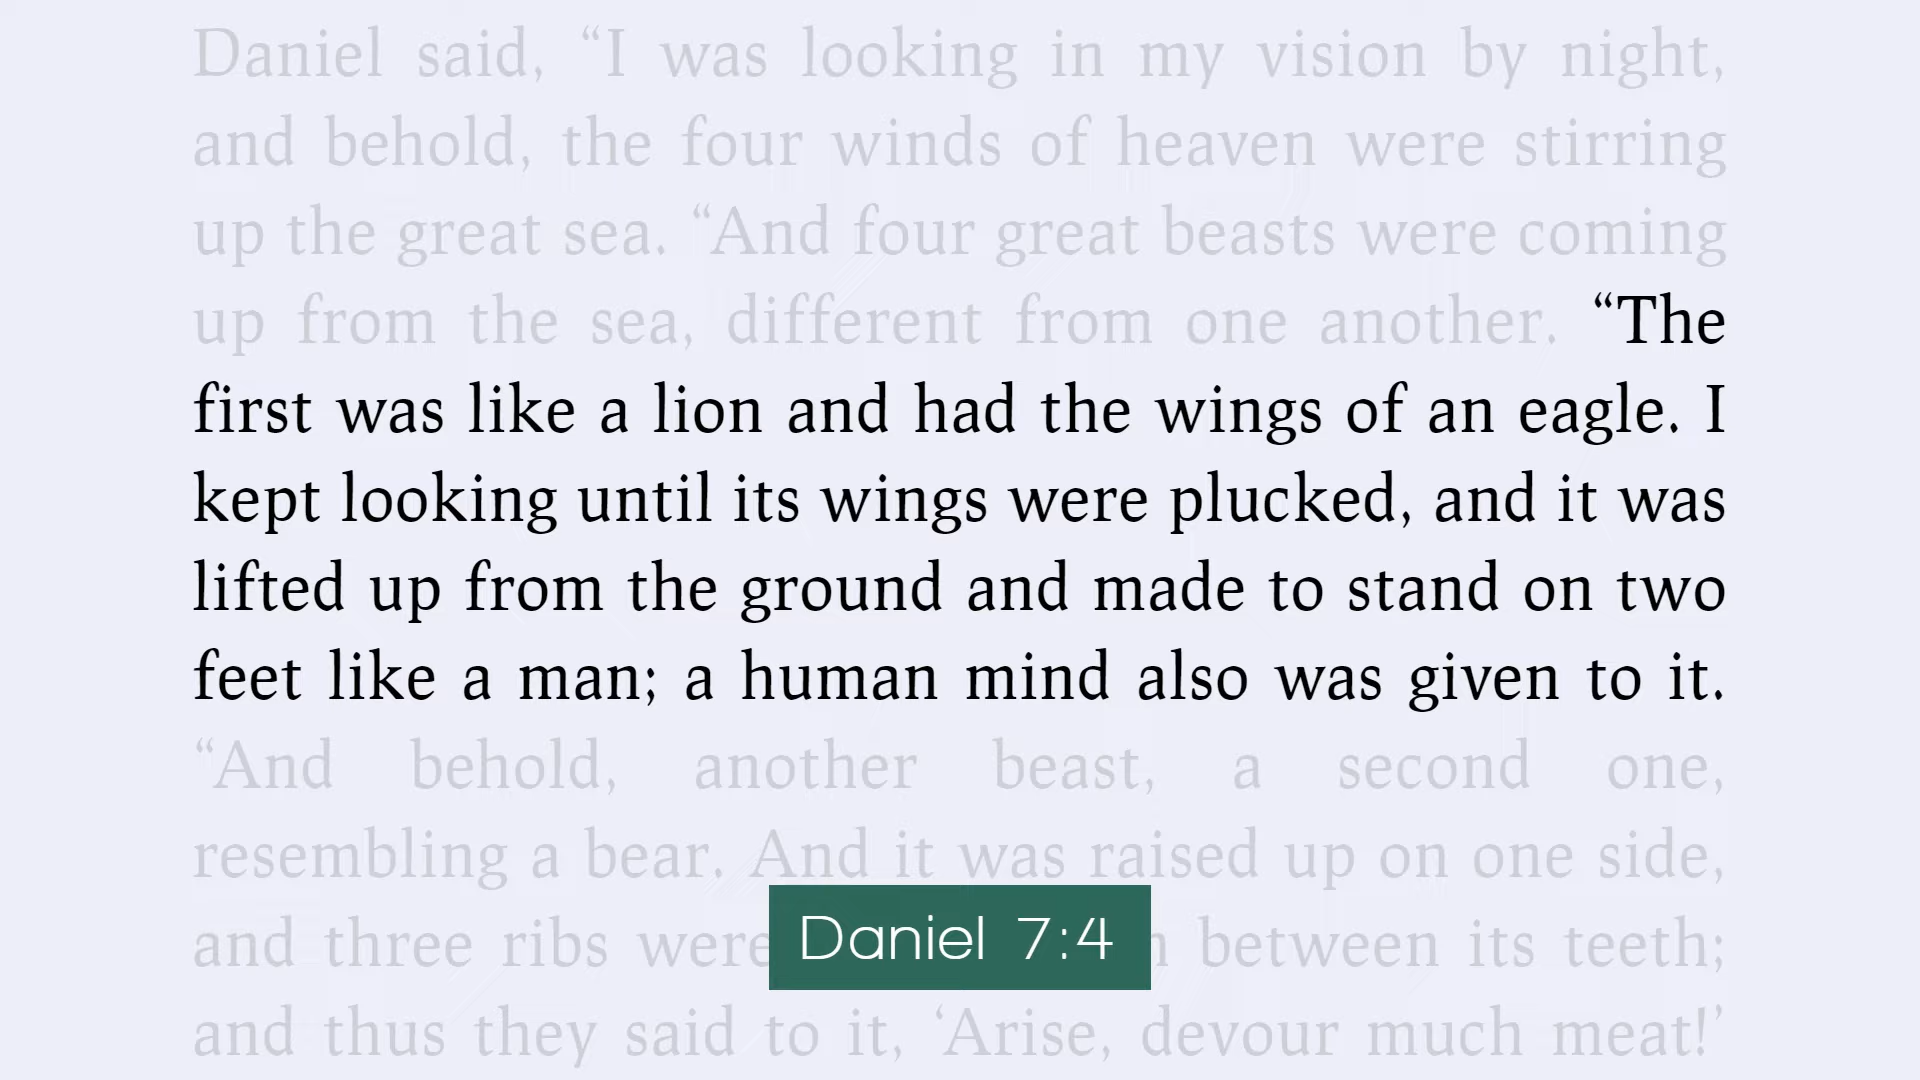 Daniel said, “I was looking in my vision by night,
and behold, the four winds of heaven were stirring
up the great sea. “And four great beasts were coming
up from the sea, different from one another. “The
first was like a lion and had the wings of an eagle. I
kept looking until its wings were plucked, and it was
lifted up from the ground and made to stand on two
feet like a man; a human mind also was given to it.
“And behold, another beast, a second one,
resembling a bear. And it was raised up on one side,
and three ribs were between its teeth;
Daniel 7:4
and thus they said to it, ‘Arise, devour much meat!’